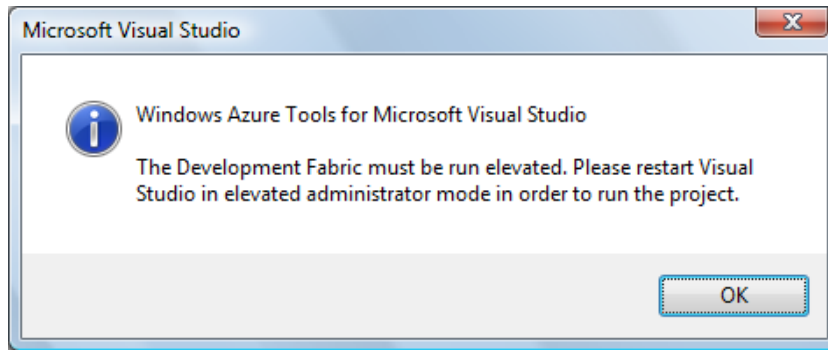 Microsoft Visual Studio
Windows Azure Tools for Microsoft Visual Studio
The Development Fabric must be run elevated. Please restart Visual
Studio in elevated administrator mode in order to run the project.
OK